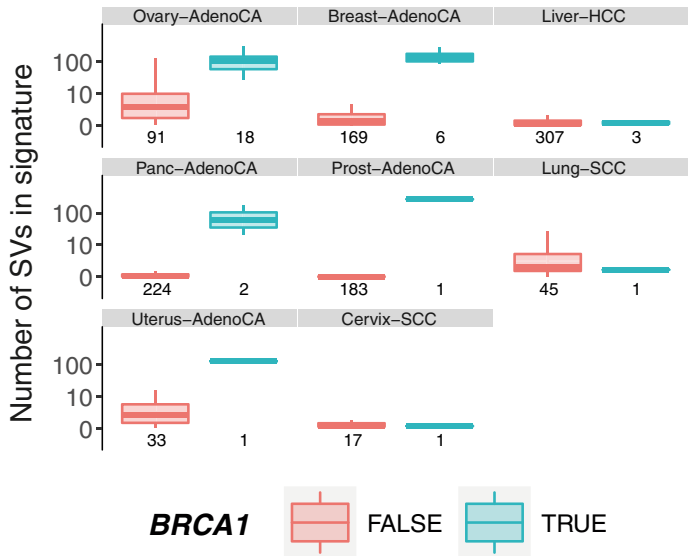 Number of SVs in signature
Ovary–AdenoCA Breast–AdenoCA Liver–HCC
100
10
0
91 18 169 6 307 3
Panc–AdenoCA Prost–AdenoCA Lung–SCC
100
10
0
224 2 183 1 45 1
Uterus–AdenoCA Cervix–SCC
100
10
0
33 1 17 1
BRCA1 FALSE TRUE